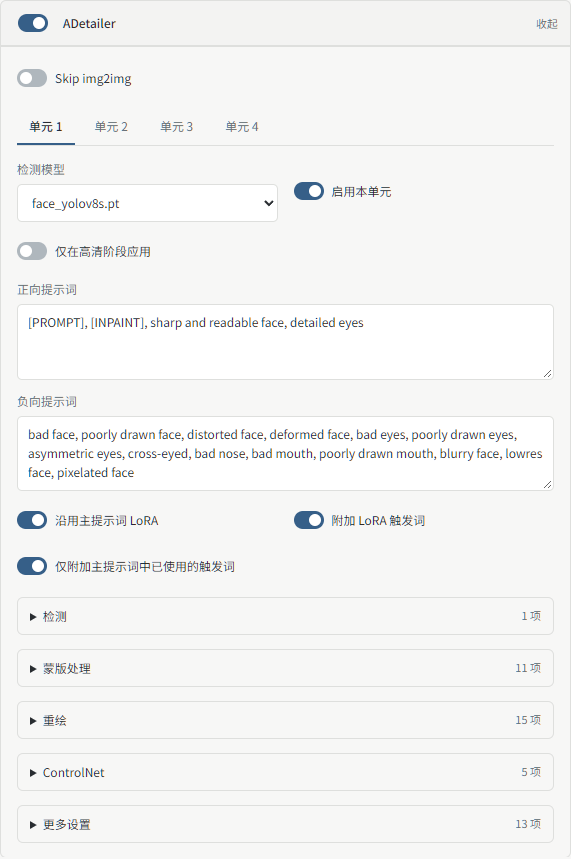 ADetailer
收起
Skip img2img
单元 1
单元 2
单元 3
单元 4
检测模型
face_yolov8s.pt
启用本单元
仅在高清阶段应用
正向提示词
[PROMPT], [INPAINT], sharp and readable face, detailed eyes
负向提示词
bad face, poorly drawn face, distorted face, deformed face, bad eyes, poorly drawn eyes,
asymmetric eyes, cross-eyed, bad nose, bad mouth, poorly drawn mouth, blurry face, lowres
face, pixelated face
沿用主提示词 LoRA
附加 LoRA 触发词
仅附加主提示词中已使用的触发词
检测
1 项
蒙版处理
11 项
重绘
15 项
ControlNet
5 项
更多设置
13 项